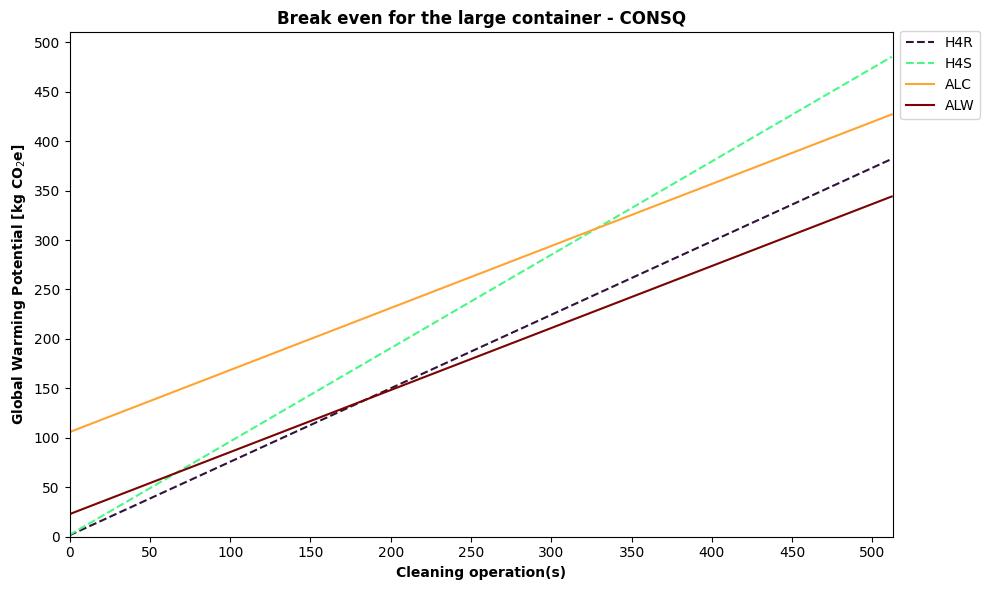 Break even for the large container - CONSQ
H4R
H4S
ALC
ALW
Global Warming Potential [kg CO₂e]
500
450
400
350
300
250
200
150
100
50
0
0 50 100 150 200 250 300 350 400 450 500
Cleaning operation(s)